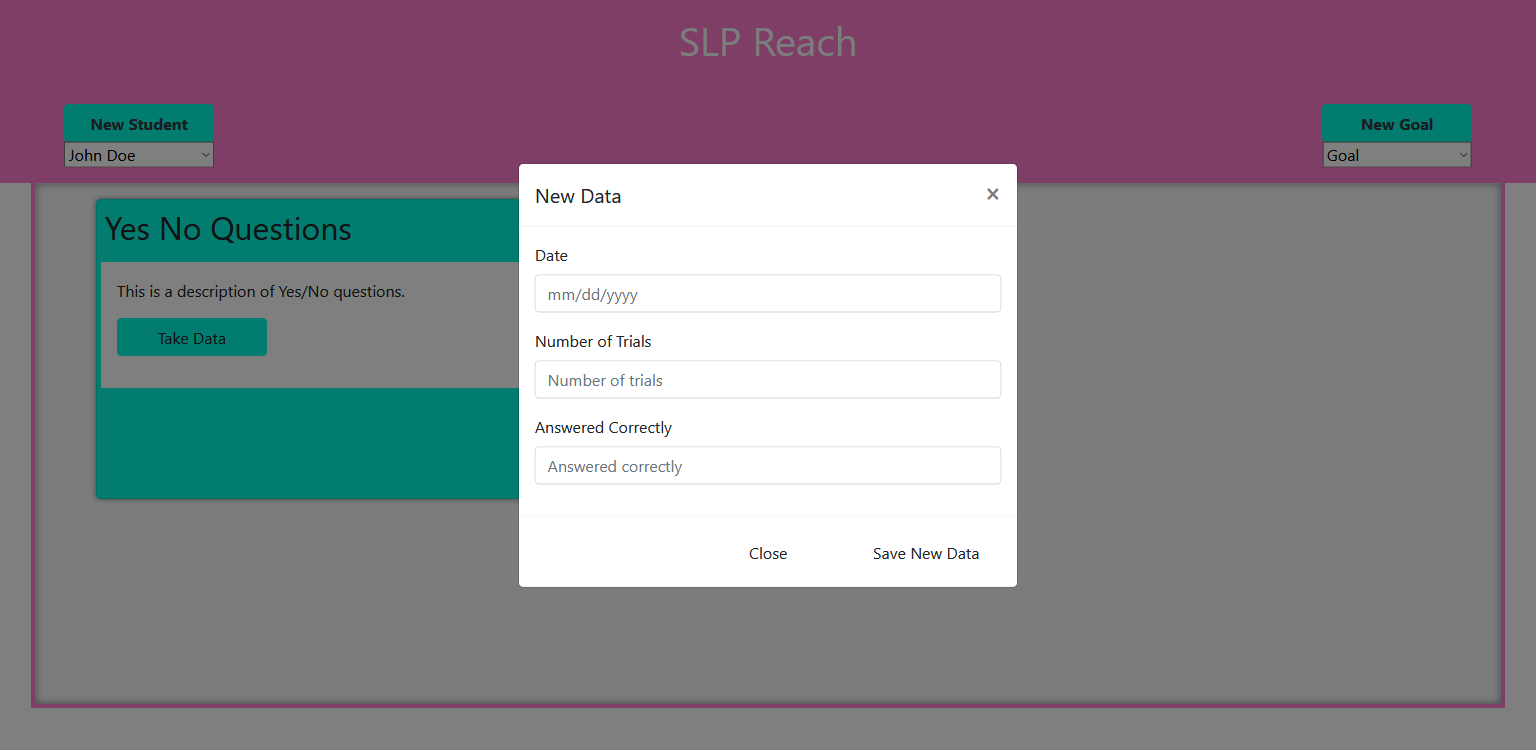 SLP Reach
New Student
John Doe
New Goal
Goal
Yes No Questions
This is a description of Yes/No questions.
Take Data
New Data
×
Date
mm/dd/yyyy
Number of Trials
Number of trials
Answered Correctly
Answered correctly
Close
Save New Data